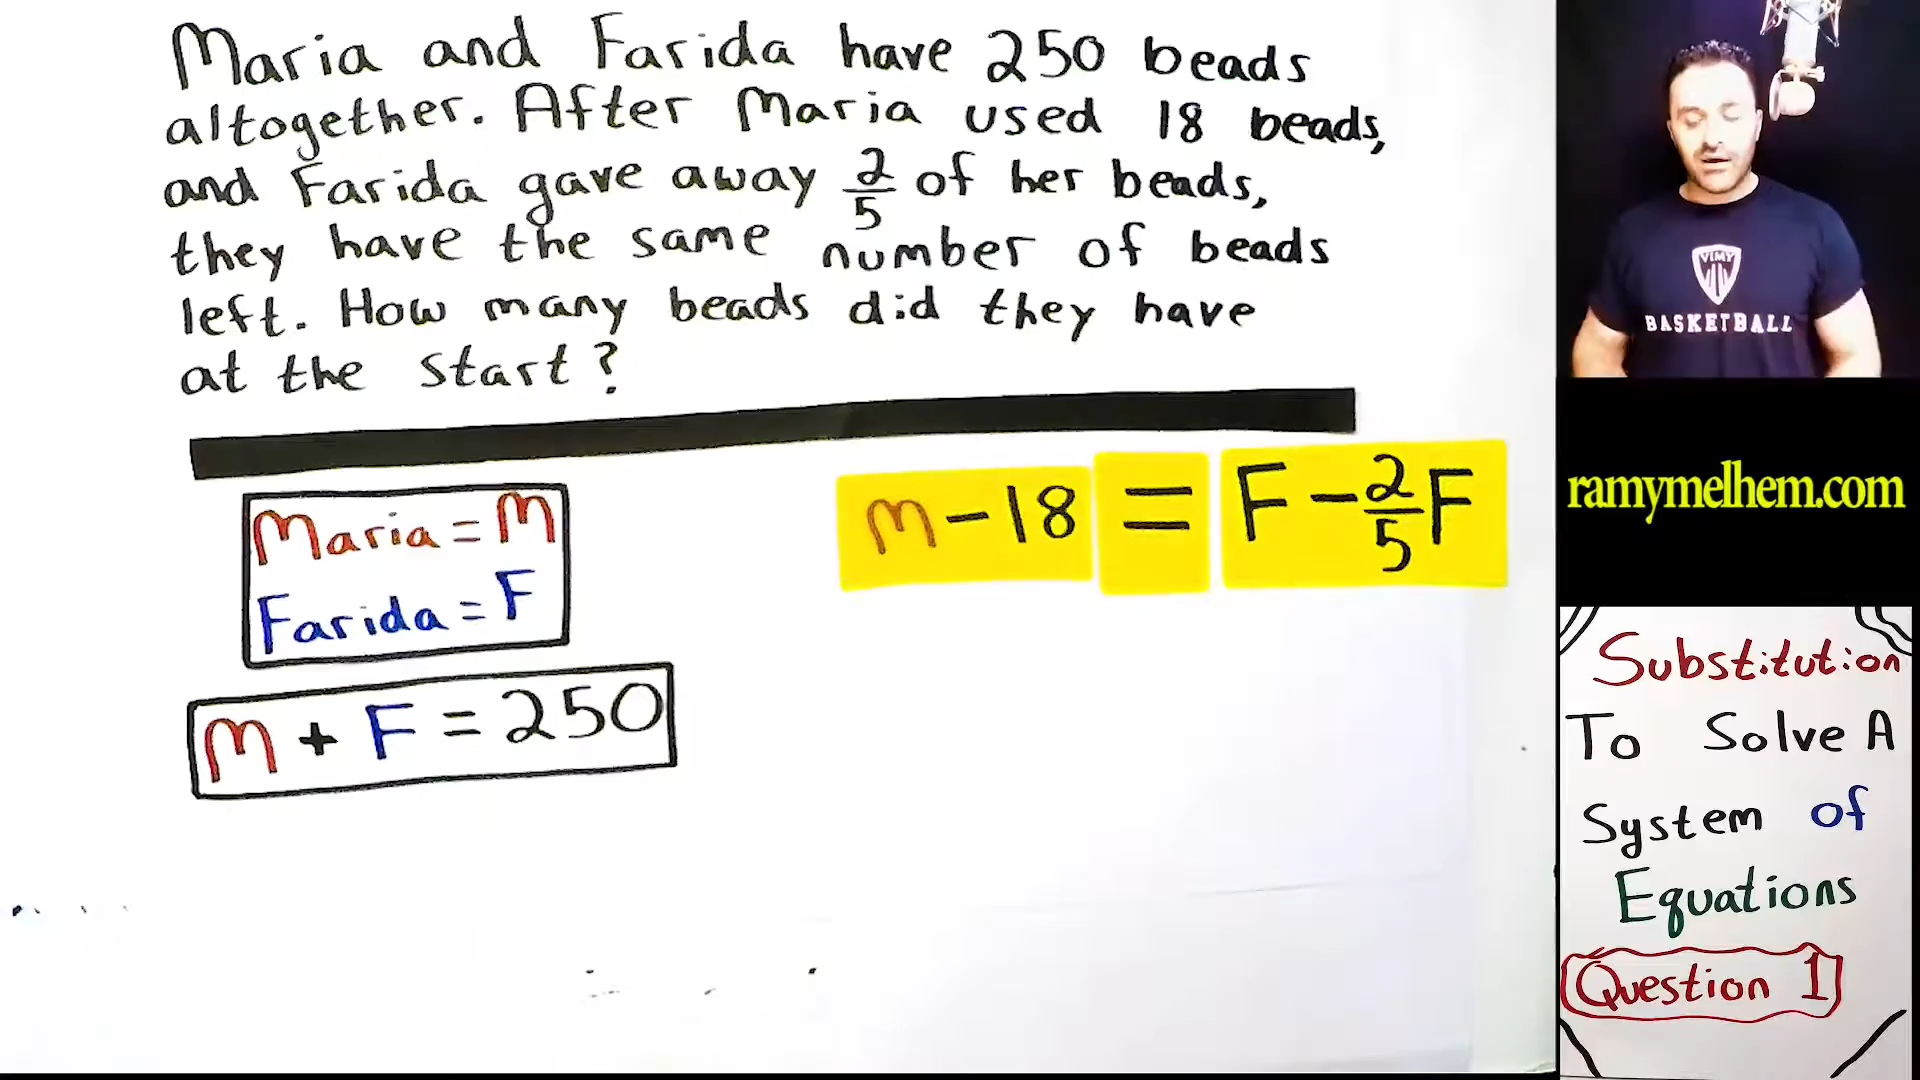 Maria and Farida have 250 beads
altogether. After Maria used 18 beads,
and Farida gave away 2/5 of her beads,
they have the same number of beads
left. How many beads did they have
at the start?
Maria = M
Farida = F
M + F = 250
M - 18 = F - 2/5 F
VIMY
BASKETBALL
ramymelhem.com
Substitution
To Solve A
System of
Equations
Question 1